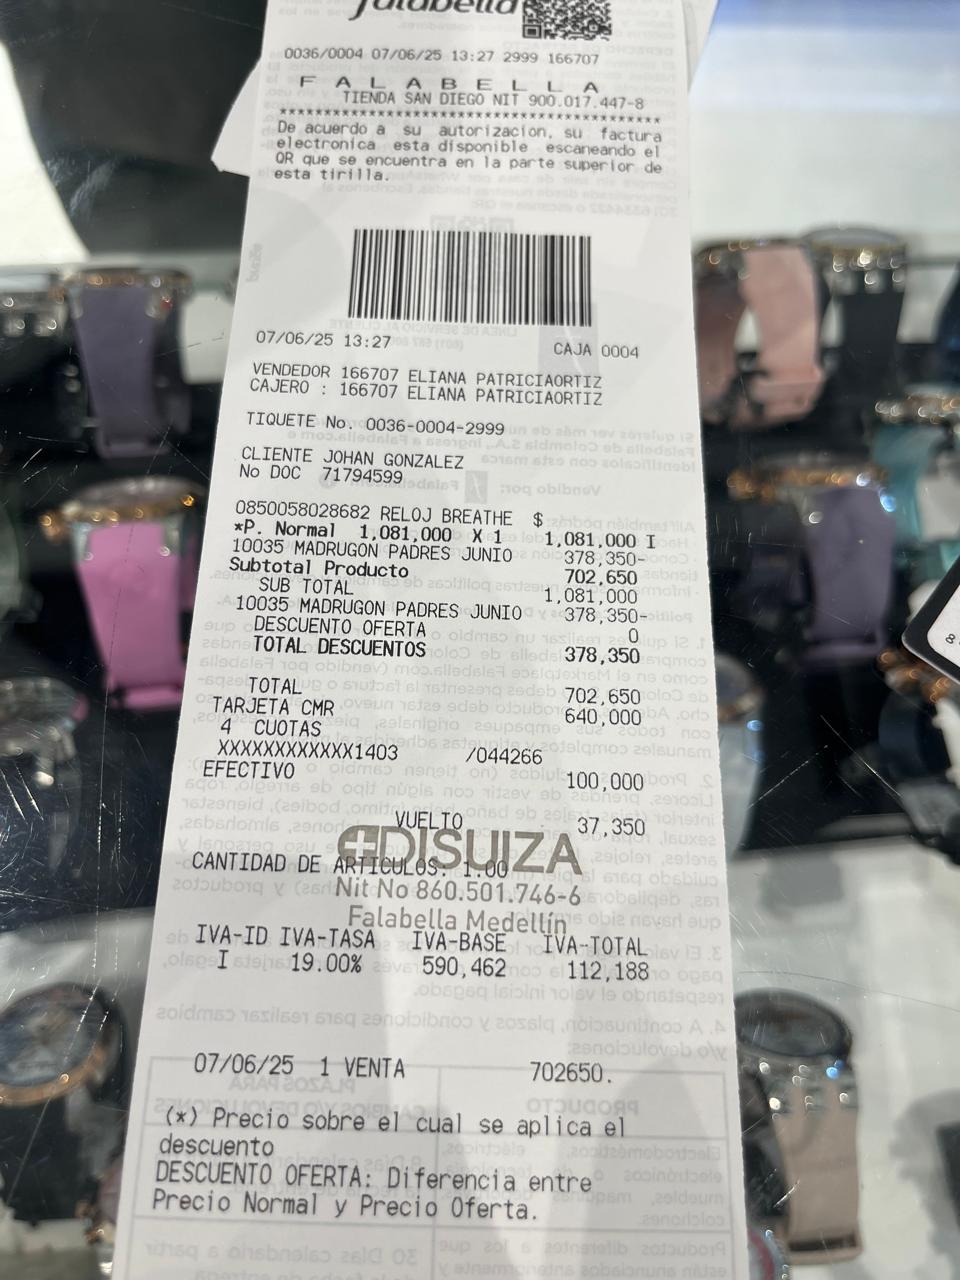 falabella
0036/0004 07/06/25 13:27 2999 166707
F A L A B E L L A
TIENDA SAN DIEGO NIT 900.017.447-8
********************************************
De acuerdo a su autorizacion, su factura
electronica esta disponible escaneando el
QR que se encuentra en la parte superior de
esta tirilla.
07/06/25 13:27 CAJA 0004
VENDEDOR 166707 ELIANA PATRICIAORTIZ
CAJERO : 166707 ELIANA PATRICIAORTIZ
TIQUETE No. 0036-0004-2999
CLIENTE JOHAN GONZALEZ
No DOC 71794599
0850058028682 RELOJ BREATHE $
*P. Normal 1,081,000 X 1 1,081,000 I
10035 MADRUGON PADRES JUNIO 378,350-
Subtotal Producto 702,650
SUB TOTAL 1,081,000
10035 MADRUGON PADRES JUNIO 378,350-
DESCUENTO OFERTA 0
TOTAL DESCUENTOS 378,350
TOTAL 702,650
TARJETA CMR 640,000
4 CUOTAS
XXXXXXXXXXXX1403 /044266
EFECTIVO 100,000
VUELTO 37,350
DISUIZA
CANTIDAD DE ARTICULOS: 1.00
Nit No 860.501.746-6
Falabella Medellín
IVA-ID IVA-TASA IVA-BASE IVA-TOTAL
I 19.00% 590,462 112,188
07/06/25 1 VENTA 702650.
(*) Precio sobre el cual se aplica el
descuento
DESCUENTO OFERTA: Diferencia entre
Precio Normal y Precio Oferta.